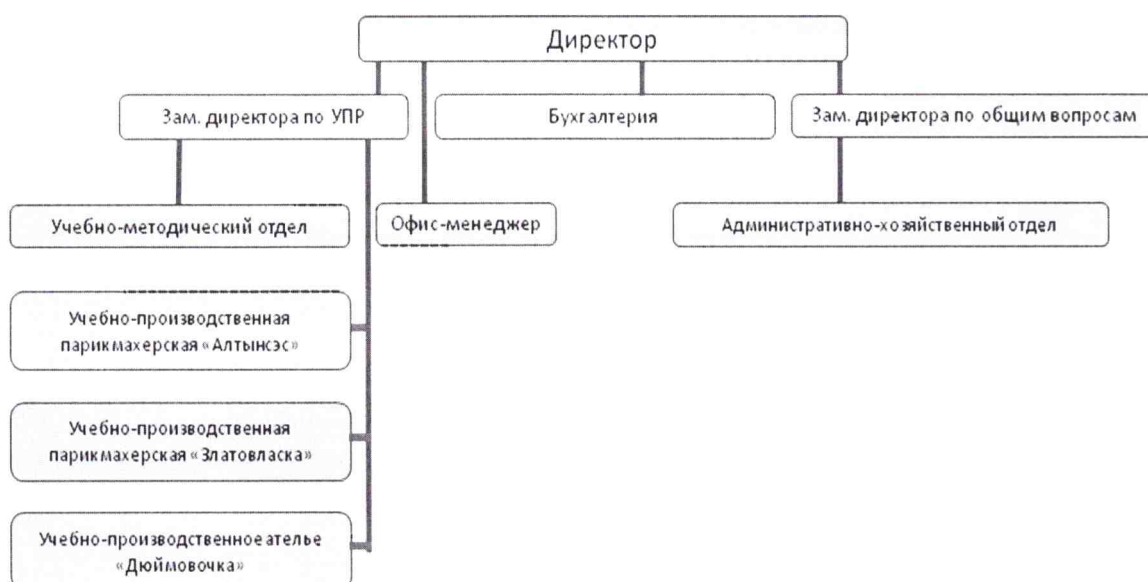 Директор
Зам. директора по УПР
Бухгалтерия
Зам. директора по общим вопросам
Учебно-методический отдел
Офис-менеджер
Административно-хозяйственный отдел
Учебно-производственная
парикмахерская «Алтынсэс»
Учебно-производственная
парикмахерская «Златовласка»
Учебно-производственное ателье
«Дюймовочка»